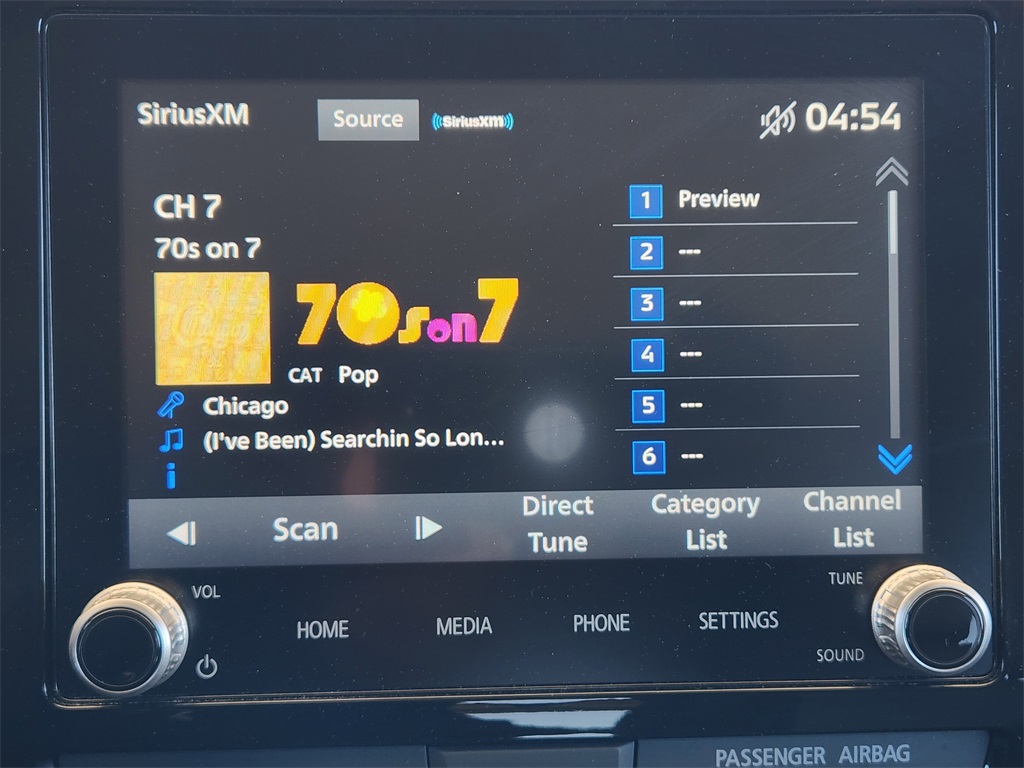 SiriusXM
Source
SiriusXM
04:54
CH 7
70s on 7
Chicago
70s on 7
CAT Pop
Chicago
(I've Been) Searchin So Lon...
1 Preview
2 ---
3 ---
4 ---
5 ---
6 ---
Scan
Direct
Tune
Category
List
Channel
List
VOL
HOME
MEDIA
PHONE
SETTINGS
TUNE
SOUND
PASSENGER AIRBAG